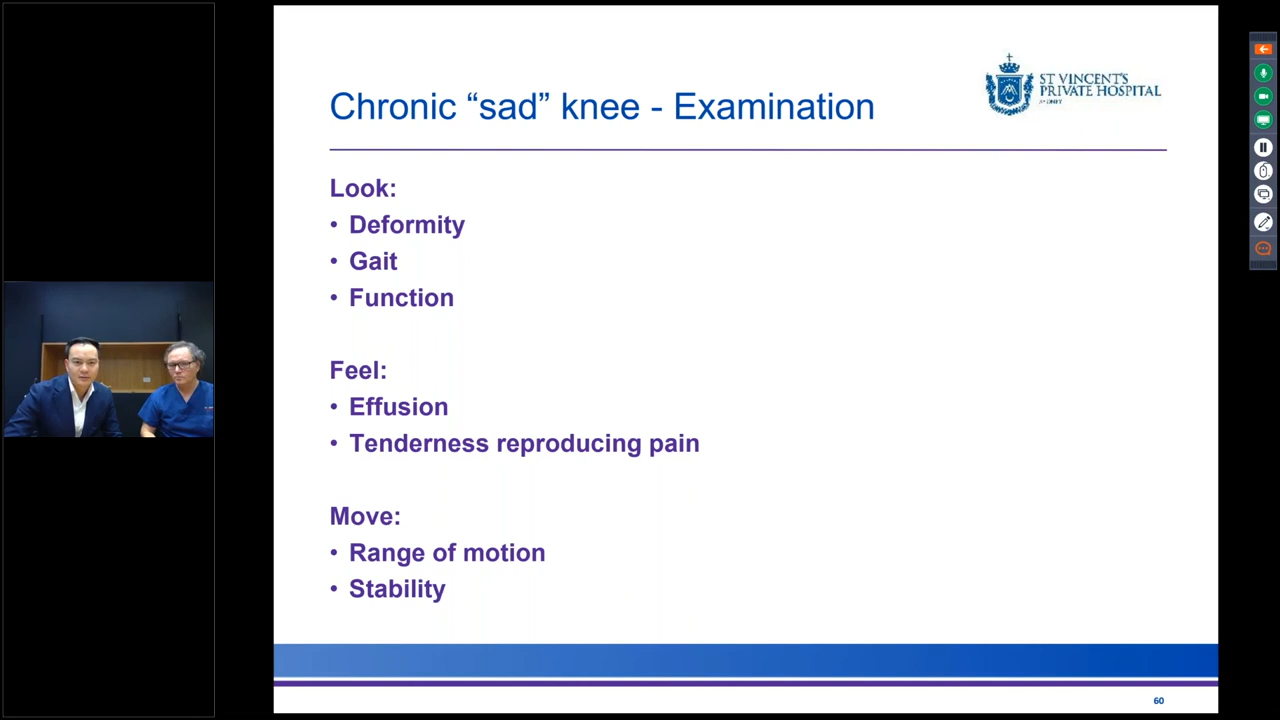 Chronic “sad” knee - Examination
ST VINCENT'S
PRIVATE HOSPITAL
SYDNEY
Look:
• Deformity
• Gait
• Function
Feel:
• Effusion
• Tenderness reproducing pain
Move:
• Range of motion
• Stability
60